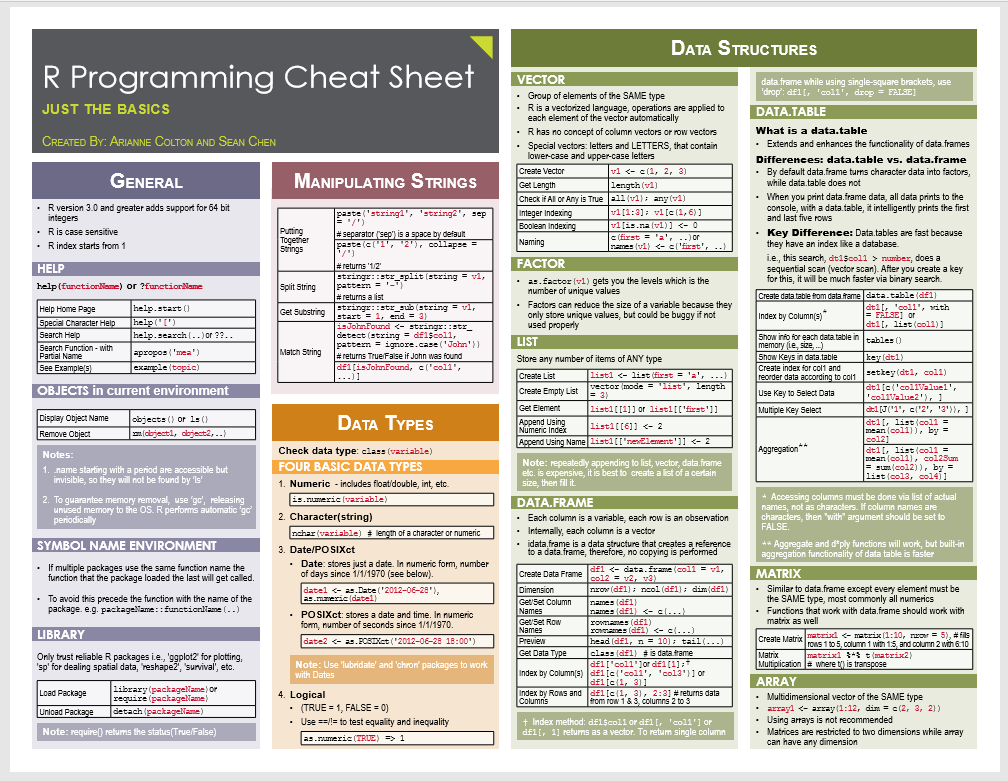 R Programming Cheat Sheet
JUST THE BASICS
CREATED BY: ARIANNE COLTON AND SEAN CHEN
GENERAL
• R version 3.0 and greater adds support for 64 bit
integers
• R is case sensitive
• R index starts from 1
HELP
help(functionName) or ?functionName
Help Home Page help.start()
Special Character Help help('[')
Search Help help.search(..)or ??..
Search Function - with
Partial Name apropos('mea')
See Example(s) example(topic)
OBJECTS in current environment
Display Object Name objects() or ls()
Remove Object rm(object1, object2,..)
Notes:
1. .name starting with a period are accessible but
invisible, so they will not be found by 'ls'
2. To guarantee memory removal, use 'gc', releasing
unused memory to the OS. R performs automatic 'gc'
periodically
SYMBOL NAME ENVIRONMENT
• If multiple packages use the same function name the
function that the package loaded the last will get called.
• To avoid this precede the function with the name of the
package. e.g. packageName::functionName(..)
LIBRARY
Only trust reliable R packages i.e., 'ggplot2' for plotting,
'sp' for dealing spatial data, 'reshape2', 'survival', etc.
Load Package library(packageName)or
require(packageName)
Unload Package detach(packageName)
Note: require() returns the status(True/False)
MANIPULATING STRINGS
Putting
Together
Strings
paste('string1', 'string2', sep
= '/')
# separator ('sep') is a space by default
paste(c('1', '2'), collapse =
'/')
# returns '1/2'
Split String
stringr::str_split(string = v1,
pattern = '-')
# returns a list
Get Substring
stringr::str_sub(string = v1,
start = 1, end = 3)
Match String
isJohnFound <- stringr::str_
detect(string = df1$col1,
pattern = ignore.case('John'))
# returns True/False if John was found
df1[isJohnFound, c('col1',
...)]
DATA TYPES
Check data type: class(variable)
FOUR BASIC DATA TYPES
1. Numeric - includes float/double, int, etc.
is.numeric(variable)
2. Character(string)
nchar(variable) # length of a character or numeric
3. Date/POSIXct
• Date: stores just a date. In numeric form, number
of days since 1/1/1970 (see below).
date1 <- as.Date('2012-06-28'),
as.numeric(date1)
• POSIXct: stores a date and time. In numeric
form, number of seconds since 1/1/1970.
date2 <- as.POSIXct('2012-06-28 18:00')
Note: Use 'lubridate' and 'chron' packages to work
with Dates
4. Logical
• (TRUE = 1, FALSE = 0)
• Use ==/!= to test equality and inequality
as.numeric(TRUE) => 1
DATA STRUCTURES
VECTOR
• Group of elements of the SAME type
• R is a vectorized language, operations are applied to
each element of the vector automatically
• R has no concept of column vectors or row vectors
• Special vectors: letters and LETTERS, that contain
lower-case and upper-case letters
Create Vector v1 <- c(1, 2, 3)
Get Length length(v1)
Check if All or Any is True all(v1); any(v1)
Integer Indexing v1[1:3]; v1[c(1,6)]
Boolean Indexing v1[is.na(v1)] <- 0
Naming c(first = 'a', ..)or
names(v1) <- c('first', ..)
FACTOR
• as.factor(v1) gets you the levels which is the
number of unique values
• Factors can reduce the size of a variable because they
only store unique values, but could be buggy if not
used properly
LIST
Store any number of items of ANY type
Create List list1 <- list(first = 'a', ...)
Create Empty List vector(mode = 'list', length
= 3)
Get Element list1[[1]] or list1[['first']]
Append Using
Numeric Index list1[[6]] <- 2
Append Using Name list1[['newElement']] <- 2
Note: repeatedly appending to list, vector, data.frame
etc. is expensive, it is best to create a list of a certain
size, then fill it.
DATA.FRAME
• Each column is a variable, each row is an observation
• Internally, each column is a vector
• idata.frame is a data structure that creates a reference
to a data.frame, therefore, no copying is performed
Create Data Frame df1 <- data.frame(col1 = v1,
col2 = v2, v3)
Dimension nrow(df1); ncol(df1); dim(df1)
Get/Set Column
Names
names(df1)
names(df1) <- c(...)
Get/Set Row
Names
rownames(df1)
rownames(df1) <- c(...)
Preview head(df1, n = 10); tail(...)
Get Data Type class(df1) # is data.frame
Index by Column(s)
df1['col1']or df1[1];†
df1[c('col1', 'col3')] or
df1[c(1, 3)]
Index by Rows and
Columns
df1[c(1, 3), 2:3] # returns data
from row 1 & 3, columns 2 to 3
† Index method: df1$col1 or df1[, 'col1'] or
df1[, 1] returns as a vector. To return single column
data.frame while using single-square brackets, use
'drop': df1[, 'col1', drop = FALSE]
DATA.TABLE
What is a data.table
• Extends and enhances the functionality of data.frames
Differences: data.table vs. data.frame
• By default data.frame turns character data into factors,
while data.table does not
• When you print data.frame data, all data prints to the
console, with a data.table, it intelligently prints the first
and last five rows
• Key Difference: Data.tables are fast because
they have an index like a database.
i.e., this search, dt1$col1 > number, does a
sequential scan (vector scan). After you create a key
for this, it will be much faster via binary search.
Create data.table from data.frame data.table(df1)
Index by Column(s)*
dt1[, 'col1', with
= FALSE] or
dt1[, list(col1)]
Show info for each data.table in
memory (i.e., size, ...) tables()
Show Keys in data.table key(dt1)
Create index for col1 and
reorder data according to col1 setkey(dt1, col1)
Use Key to Select Data
dt1[c('col1Value1',
'col1Value2'), ]
Multiple Key Select dt1[J('1', c('2', '3')), ]
Aggregation**
dt1[, list(col1 =
mean(col1)), by =
col2]
dt1[, list(col1 =
mean(col1), col2Sum
= sum(col2)), by =
list(col3, col4)]
* Accessing columns must be done via list of actual
names, not as characters. If column names are
characters, then "with" argument should be set to
FALSE.
** Aggregate and d*ply functions will work, but built-in
aggregation functionality of data table is faster
MATRIX
• Similar to data.frame except every element must be
the SAME type, most commonly all numerics
• Functions that work with data.frame should work with
matrix as well
Create Matrix matrix1 <- matrix(1:10, nrow = 5), # fills
rows 1 to 5, column 1 with 1:5, and column 2 with 6:10
Matrix
Multiplication
matrix1 %*% t(matrix2)
# where t() is transpose
ARRAY
• Multidimensional vector of the SAME type
• array1 <- array(1:12, dim = c(2, 3, 2))
• Using arrays is not recommended
• Matrices are restricted to two dimensions while array
can have any dimension